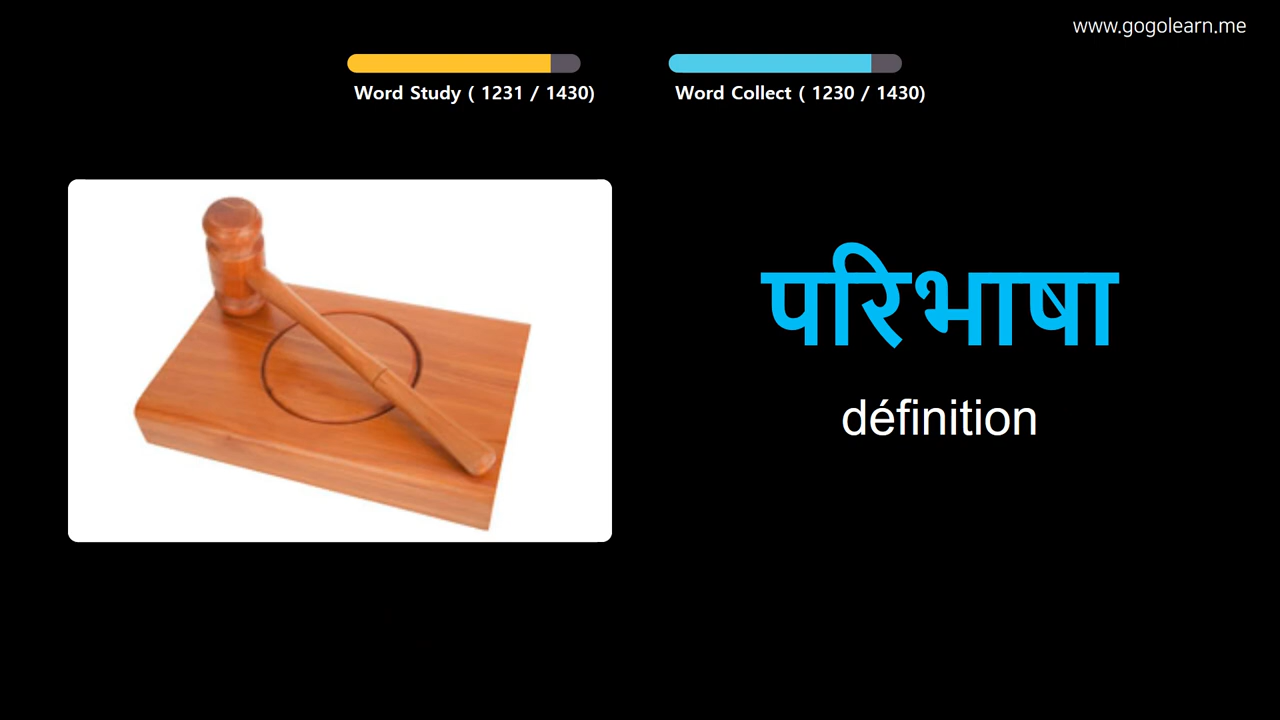 www.gogolearn.me
Word Study ( 1231 / 1430)
Word Collect ( 1230 / 1430)
परिभाषा
définition